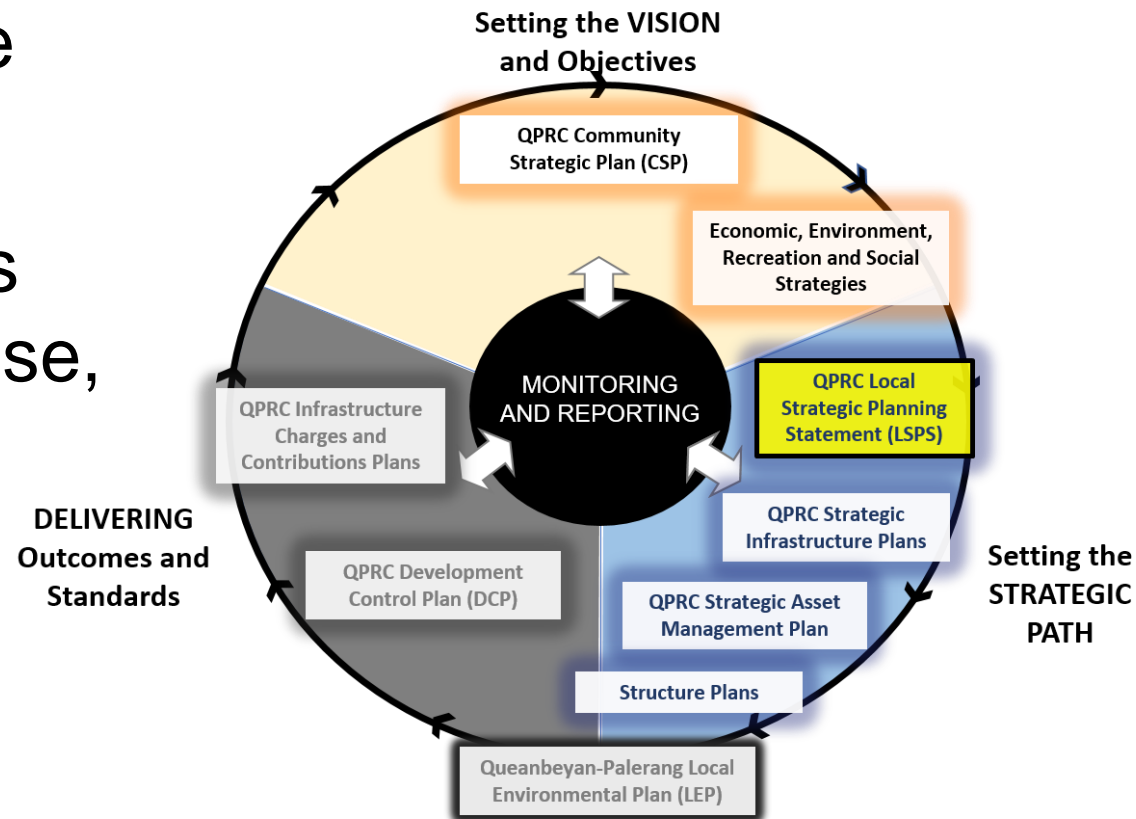 e
s
se,
Setting the VISION
and Objectives
QPRC Community
Strategic Plan (CSP)
Economic, Environment,
Recreation and Social
Strategies
MONITORING
AND REPORTING
QPRC Local
Strategic Planning
Statement (LSPS)
QPRC Infrastructure
Charges and
Contributions Plans
QPRC Strategic
Infrastructure Plans
DELIVERING
Outcomes and
Standards
Setting the
STRATEGIC
PATH
QPRC Development
Control Plan (DCP)
QPRC Strategic Asset
Management Plan
Structure Plans
Queanbeyan-Palerang Local
Environmental Plan (LEP)